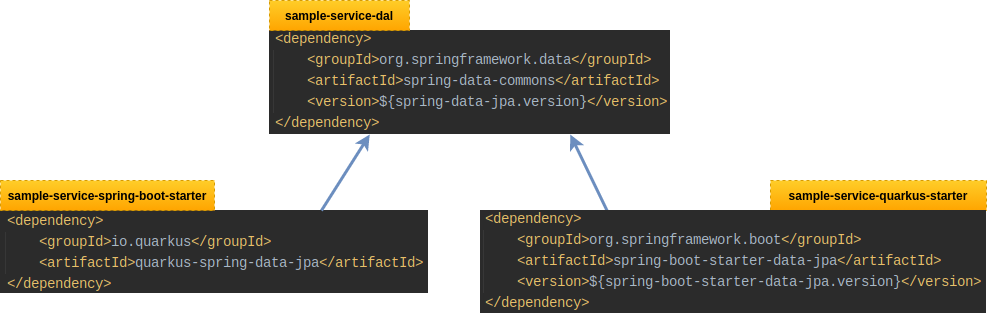 sample-service-dal
<dependency>
    <groupId>org.springframework.data</groupId>
    <artifactId>spring-data-commons</artifactId>
    <version>${spring-data-jpa.version}</version>
</dependency>
sample-service-spring-boot-starter
<dependency>
    <groupId>io.quarkus</groupId>
    <artifactId>quarkus-spring-data-jpa</artifactId>
</dependency>
sample-service-quarkus-starter
<dependency>
    <groupId>org.springframework.boot</groupId>
    <artifactId>spring-boot-starter-data-jpa</artifactId>
    <version>${spring-boot-starter-data-jpa.version}</version>
</dependency>